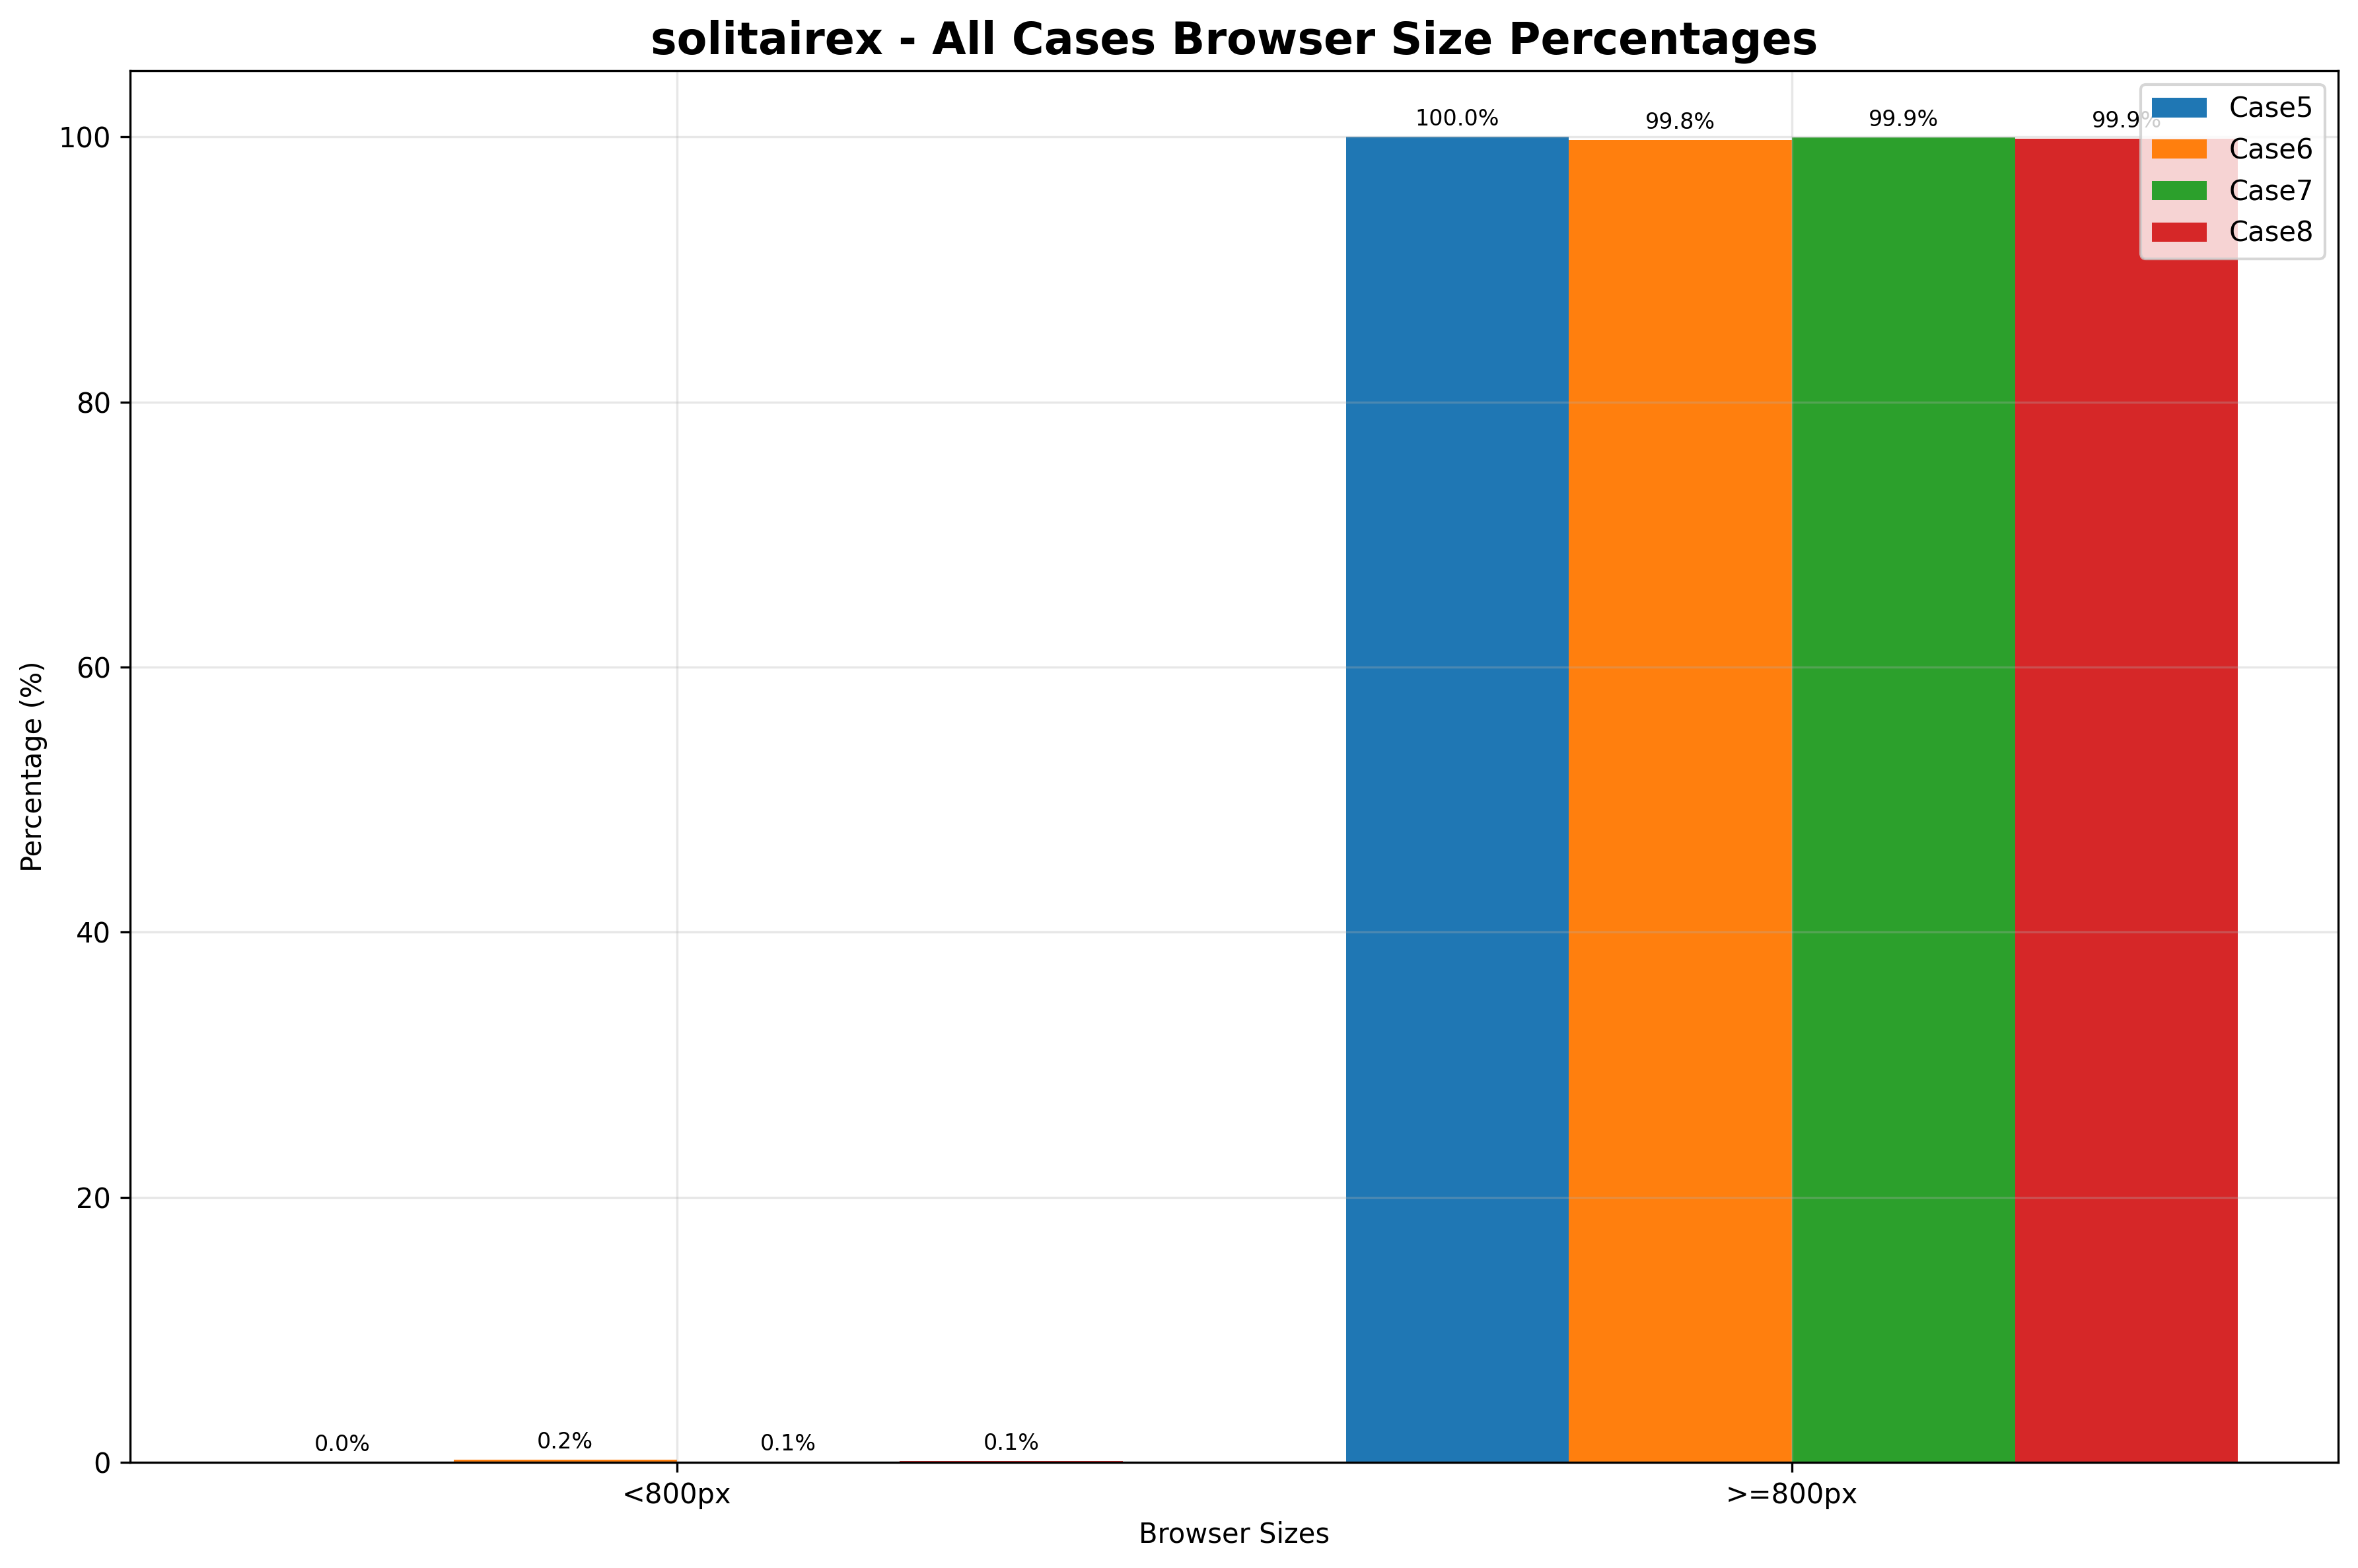 solitairex - All Cases Browser Size Percentages
Case5
Case6
Case7
Case8
100.0%
99.8%
99.9%
99.9%
100
80
60
40
20
0
Percentage (%)
0.0%
0.2%
0.1%
0.1%
<800px
>=800px
Browser Sizes